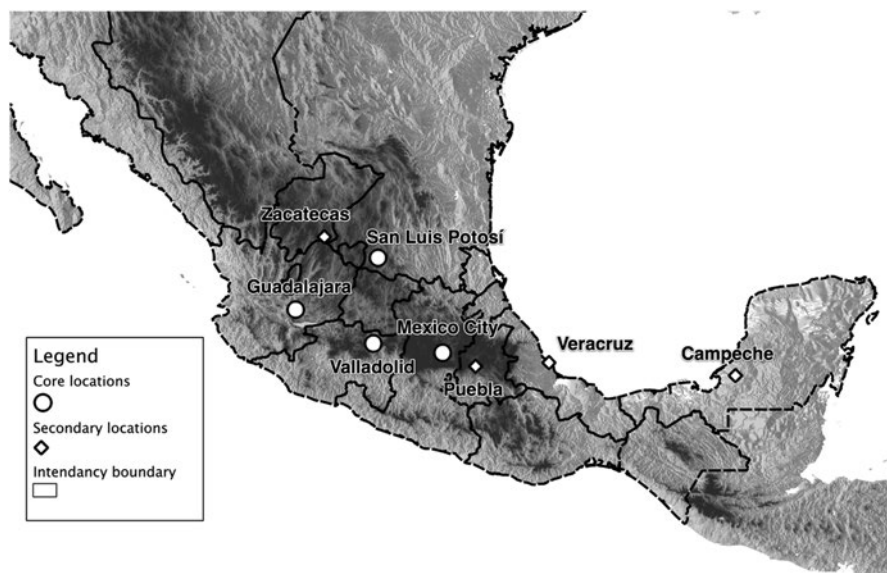 Zacatecas
San Luis Potosí
Guadalajara
Mexico City
Veracruz
Valladolid
Campeche
Puebla
Legend
Core locations
Secondary locations
Intendancy boundary